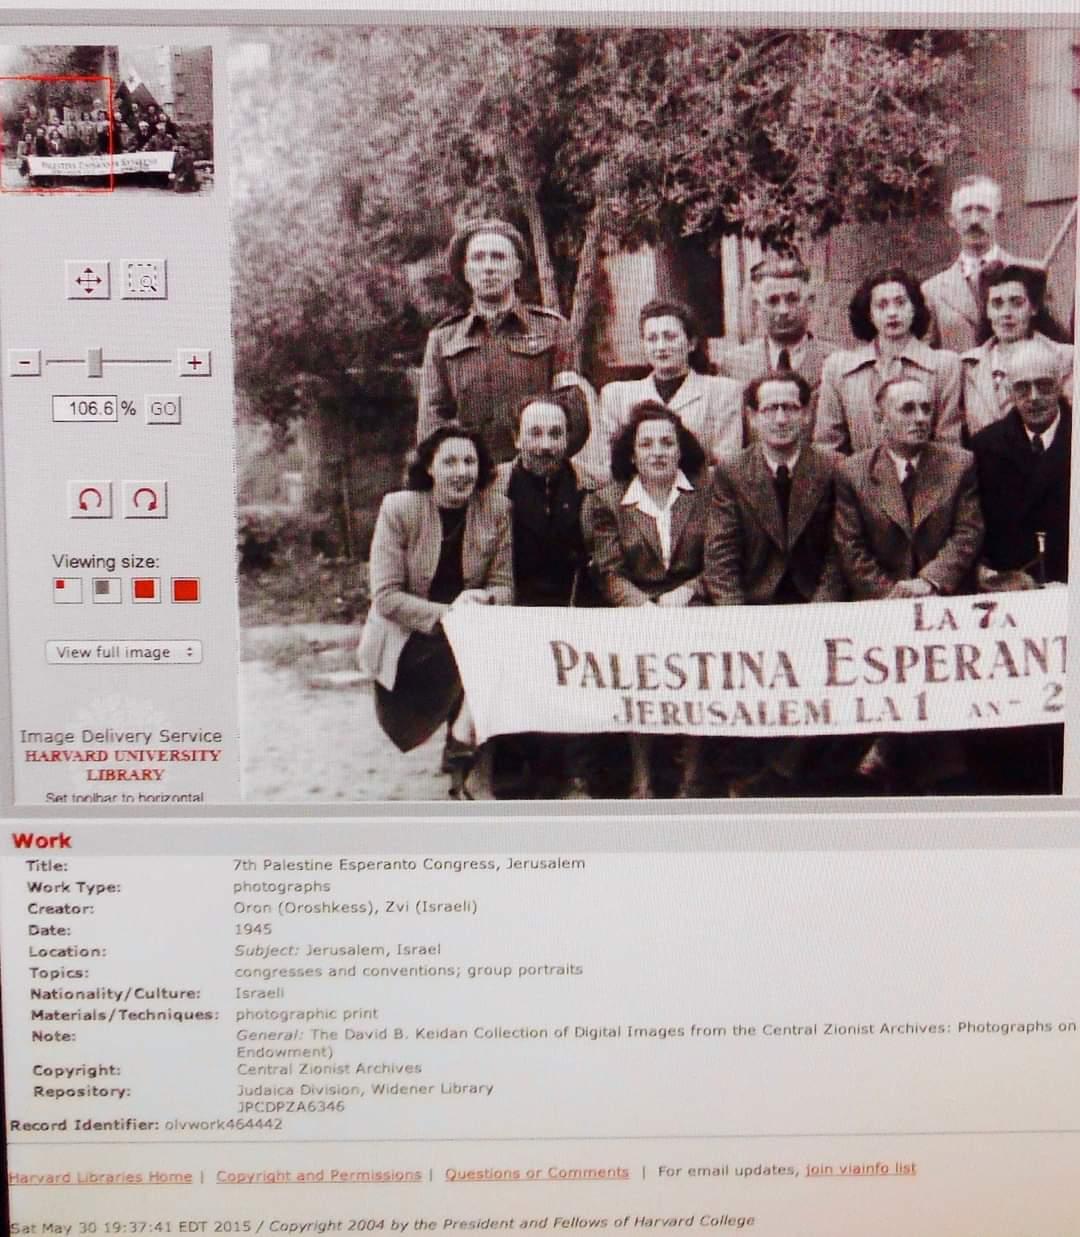 - +
106.6 % GO
Viewing size:
View full image
Image Delivery Service
HARVARD UNIVERSITY
LIBRARY
Set toolbar to horizontal
LA 7A
PALESTINA ESPERANT
JERUSALEM LA 1 AN- 2
Work
Title: 7th Palestine Esperanto Congress, Jerusalem
Work Type: photographs
Creator: Oron (Oroshkess), Zvi (Israeli)
Date: 1945
Location: Subject: Jerusalem, Israel
Topics: congresses and conventions; group portraits
Nationality/Culture: Israeli
Materials/Techniques: photographic print
Note: General: The David B. Keidan Collection of Digital Images from the Central Zionist Archives: Photographs on
Endowment)
Copyright: Central Zionist Archives
Repository: Judaica Division, Widener Library
JPCDPZA6346
Record Identifier: olvwork464442
Harvard Libraries Home | Copyright and Permissions | Questions or Comments | For email updates, join viainfo list
Sat May 30 19:37:41 EDT 2015 / Copyright 2004 by the President and Fellows of Harvard College